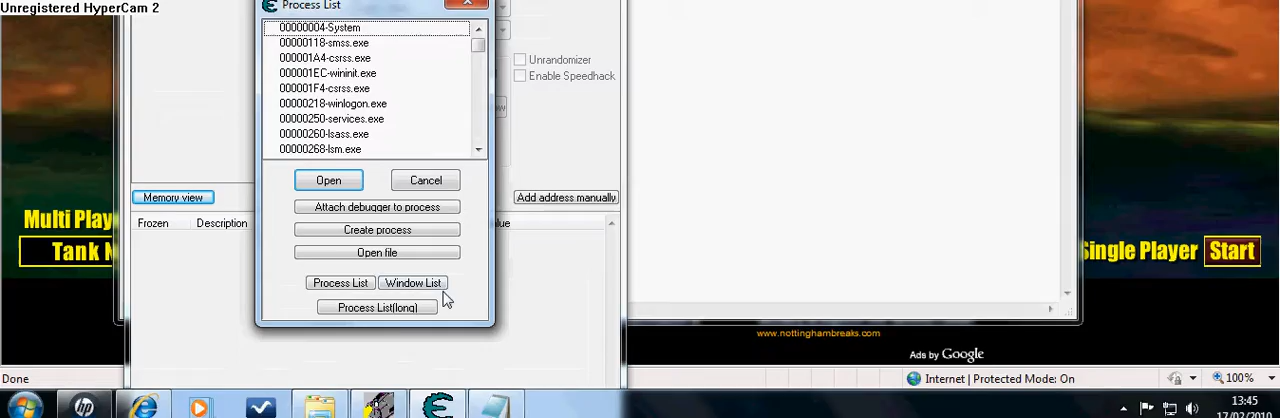 Unregistered HyperCam 2
Process List
00000004-System
00000118-smss.exe
000001A4-csrss.exe
000001EC-wininit.exe
000001F4-csrss.exe
00000218-winlogon.exe
00000250-services.exe
00000260-lsass.exe
00000268-lsm.exe
Unrandomizer
Enable Speedhack
Open
Cancel
Memory view
Attach debugger to process
Add address manually
Create process
Open file
Frozen
Description
Process List
Window List
Process List(long)
Multi Play
Tank
Single Player
Start
www.nottinghambreaks.com
Ads by Google
Done
Internet | Protected Mode: On
100%
13:45
17/02/2010